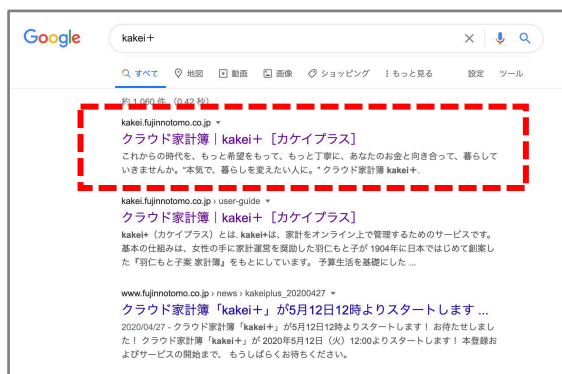 Google
kakei+
すべて 地図 動画 画像 ショッピング もっと見る 設定 ツール
約 1,060 件 (0.42 秒)
kakei.fujinnotomo.co.jp
クラウド家計簿｜kakei＋［カケイプラス］
これからの時代を、もっと希望をもって、もっと丁寧に、あなたのお金と向き合って、暮らして
いきませんか。"本気で、暮らしを変えたい人に。" クラウド家計簿 kakei＋.
kakei.fujinnotomo.co.jp › user-guide
クラウド家計簿｜kakei＋［カケイプラス］
kakei+（カケイプラス）とは. kakei+は、家計をオンライン上で管理するためのサービスです。
基本の仕組みは、女性の手に家計運営を奨励した羽仁もと子が 1904年に日本ではじめて創案し
た『羽仁もと子案 家計簿』をもとにしています。 予算生活を基礎にした ...
www.fujinnotomo.co.jp › news › kakeiplus_20200427
クラウド家計簿「kakei＋」が5月12日12時よりスタートします ...
2020/04/27 - クラウド家計簿「kakei＋」が5月12日12時よりスタートします！ お待たせしまし
た！ クラウド家計簿「kakei＋」が 2020年5月12日（火）12:00よりスタートします！ 本登録お
よびサービスの開始まで、 もうしばらくお待ちください。